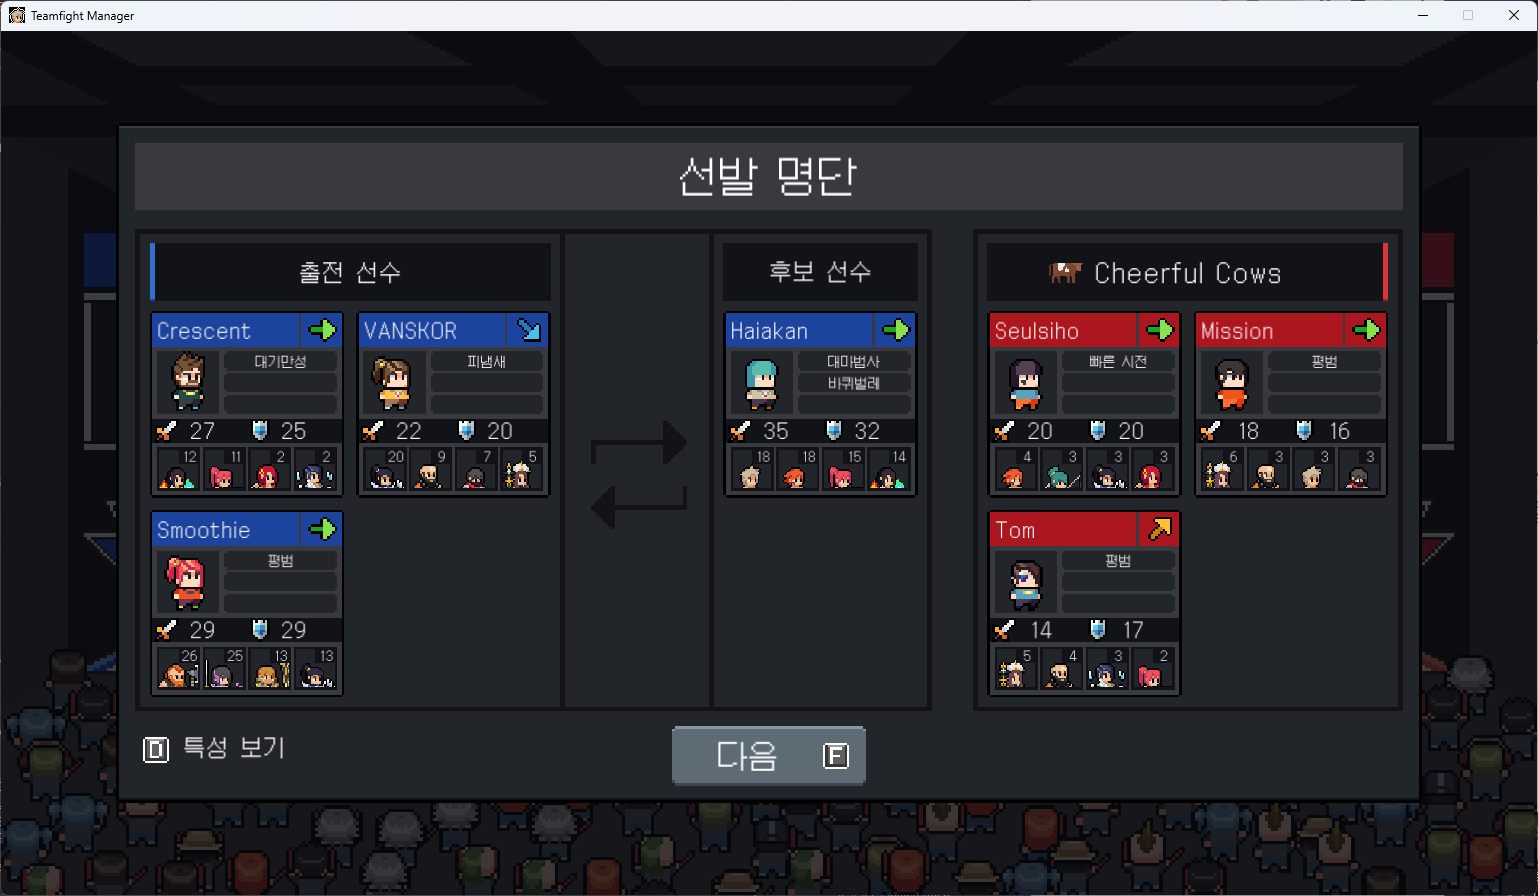 Teamfight Manager
선발 명단
출전 선수
후보 선수
Cheerful Cows
Crescent
대기만성
27
25
12
11
2
2
VANSKOR
피냄새
22
20
20
9
7
5
Smoothie
평범
29
29
26
25
13
13
Haiakan
대마법사
바퀴벌레
35
32
18
18
15
14
Seulsiho
빠른 시전
20
20
4
3
3
3
Mission
평범
18
16
6
3
3
3
Tom
평범
14
17
5
4
3
2
D 특성 보기
다음 F